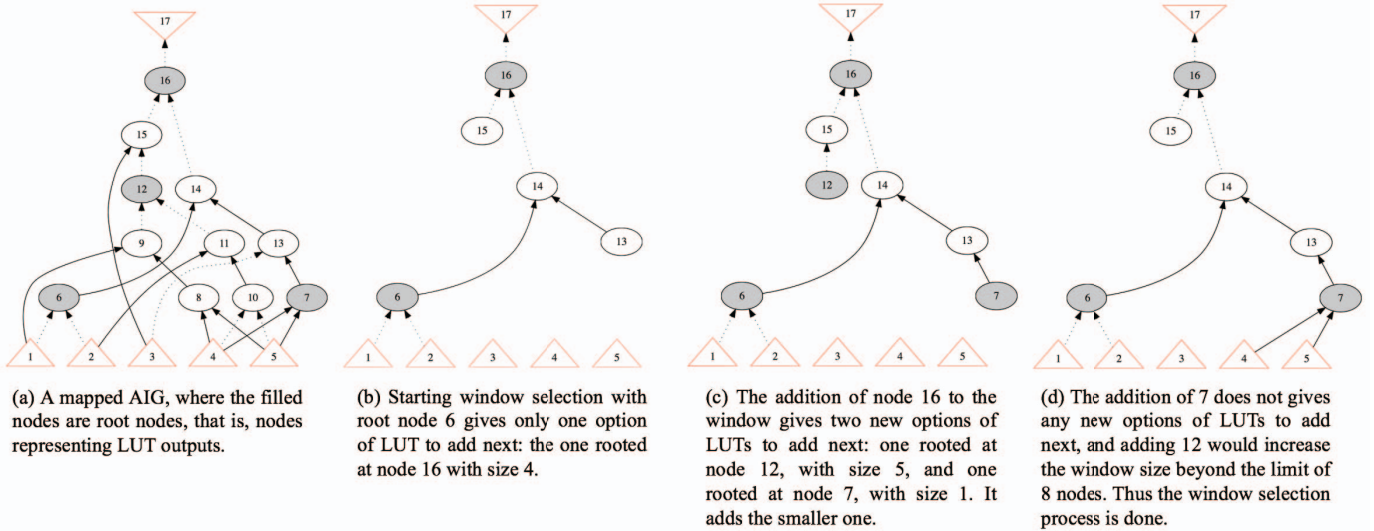 17
16
15
12
14
9
11
13
6
8
10
7
1
2
3
4
5
(a) A mapped AIG, where the filled
nodes are root nodes, that is, nodes
representing LUT outputs.
17
16
15
14
13
6
1
2
3
4
5
(b) Starting window selection with
root node 6 gives only one option
of LUT to add next: the one rooted
at node 16 with size 4.
17
16
15
12
14
13
6
7
1
2
3
4
5
(c) The addition of node 16 to the
window gives two new options of
LUTs to add next: one rooted at
node 12, with size 5, and one
rooted at node 7, with size 1. It
adds the smaller one.
17
16
15
14
13
6
7
1
2
3
4
5
(d) The addition of 7 does not gives
any new options of LUTs to add
next, and adding 12 would increase
the window size beyond the limit of
8 nodes. Thus the window selection
process is done.